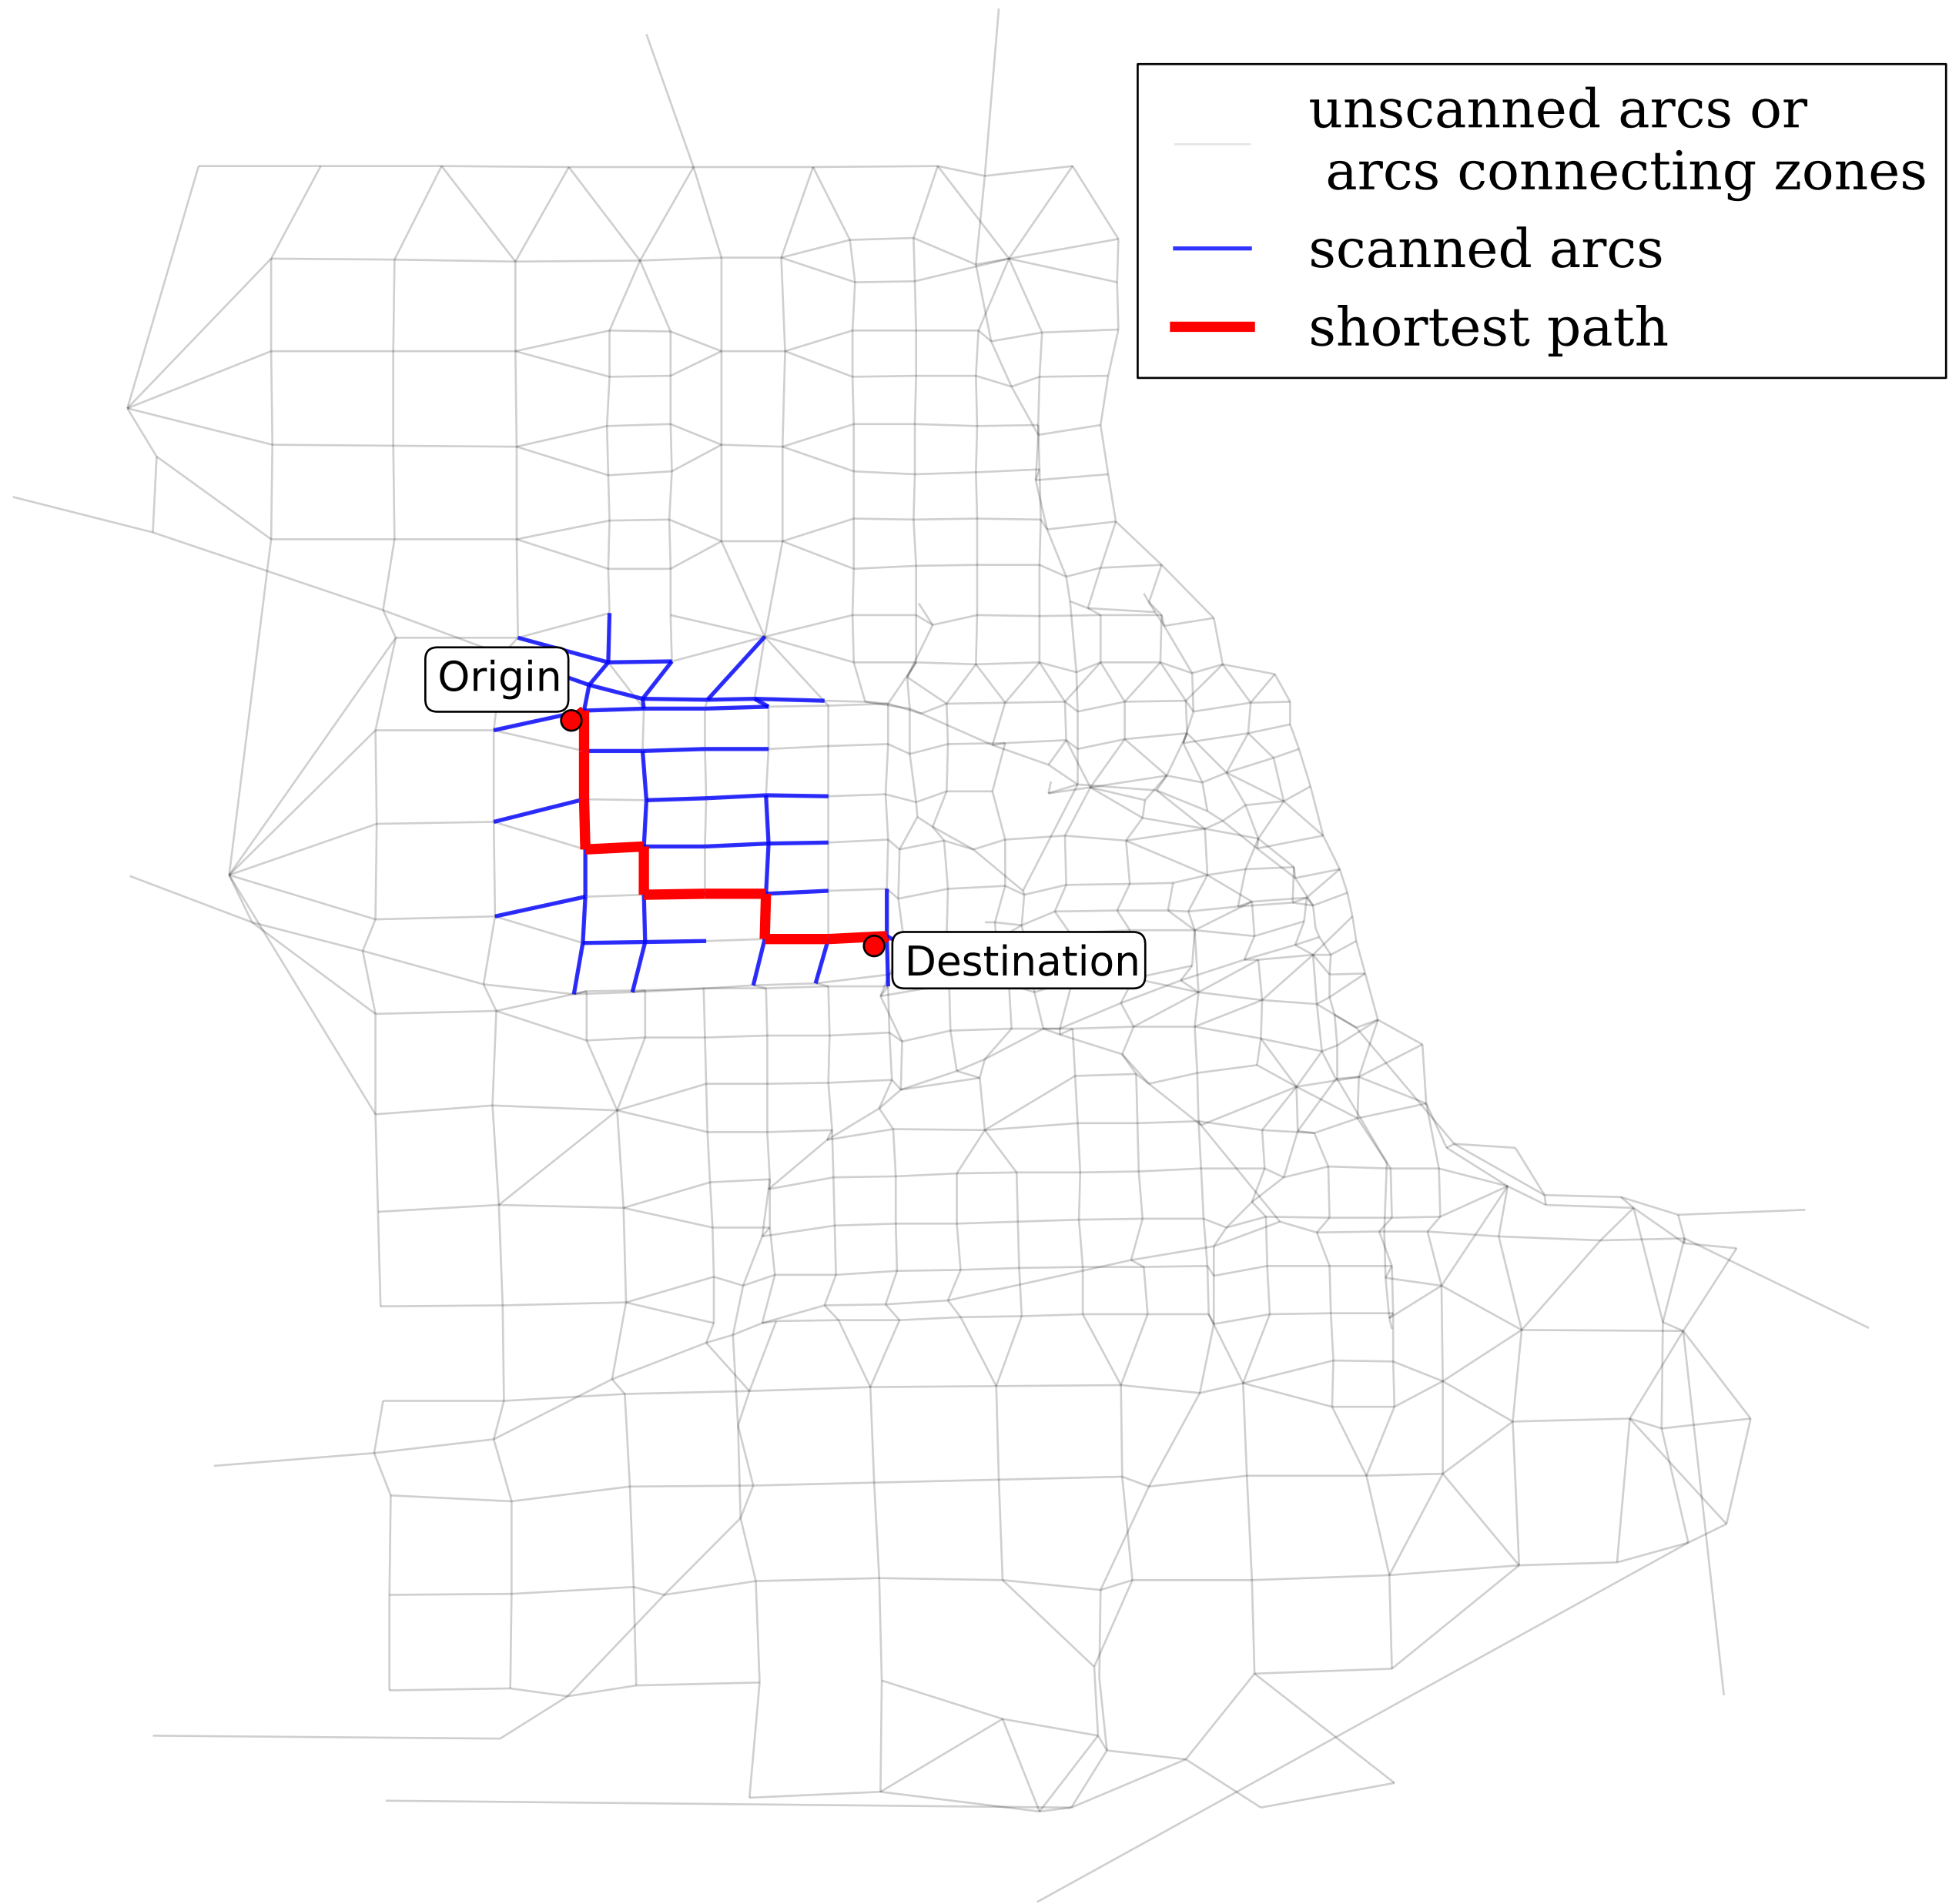 unscanned arcs or
arcs connecting zones
scanned arcs
shortest path
Origin
Destination